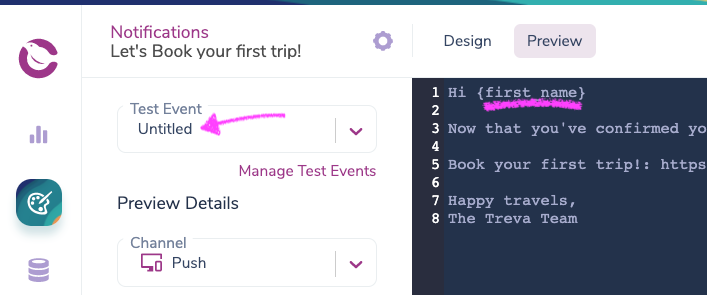 Notifications
Let's Book your first trip!
Design
Preview
Test Event
Untitled
Manage Test Events
Preview Details
Channel
Push
1 Hi {first_name}
2
3 Now that you've confirmed yo
4
5 Book your first trip!: https
6
7 Happy travels,
8 The Treva Team